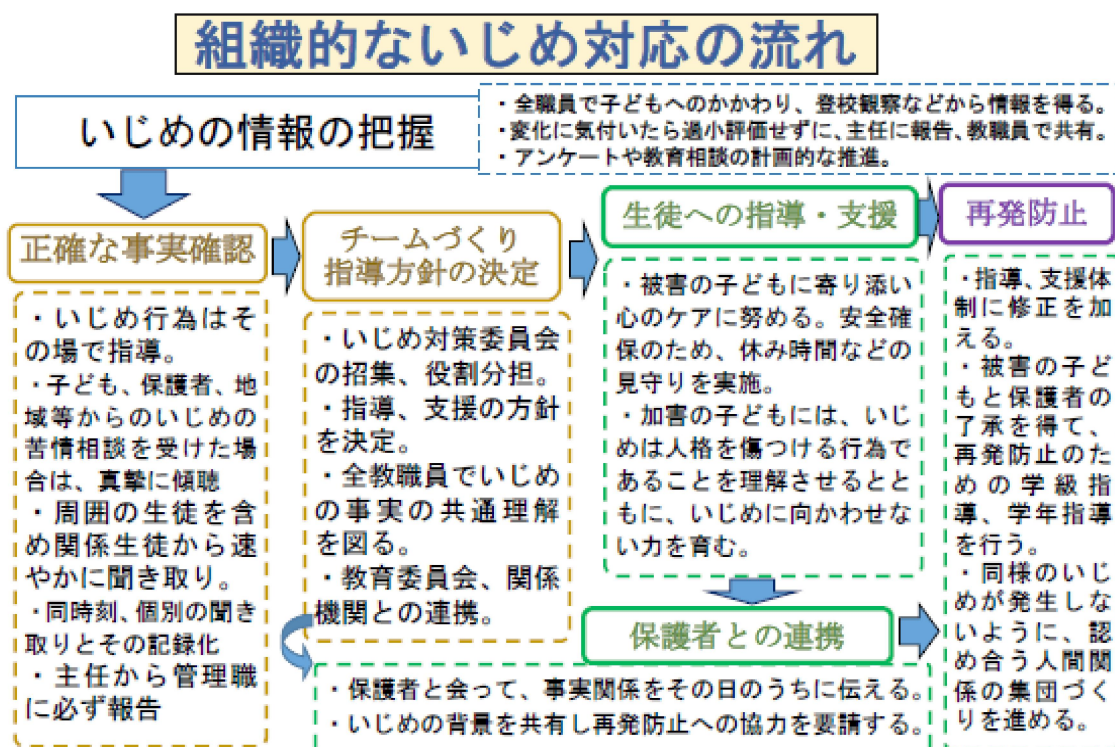 組織的ないじめ対応の流れ
いじめの情報の把握
・全職員で子どもへのかかわり、登校観察などから情報を得る。
・変化に気付いたら過小評価せずに、主任に報告、教職員で共有。
・アンケートや教育相談の計画的な推進。
正確な事実確認
・いじめ行為はそ
の場で指導。
・子ども、保護者、地
域等からのいじめの
苦情相談を受けた場
合は、真摯に傾聴
・周囲の生徒を含
め関係生徒から速
やかに聞き取り。
・同時刻、個別の聞き
取りとその記録化
・主任から管理職
に必ず報告
チームづくり
指導方針の決定
・いじめ対策委員会
の招集、役割分担。
・指導、支援の方針
を決定。
・全教職員でいじめ
の事実の共通理解
を図る。
・教育委員会、関係
機関との連携。
生徒への指導・支援
・被害の子どもに寄り添い
心のケアに努める。安全確
保のため、休み時間などの
見守りを実施。
・加害の子どもには、いじ
めは人格を傷つける行為で
あることを理解させるとと
もに、いじめに向かわせな
い力を育む。
保護者との連携
・保護者と会って、事実関係をその日のうちに伝える。
・いじめの背景を共有し再発防止への協力を要請する。
再発防止
・指導、支援体
制に修正を加
える。
・被害の子ど
もと保護者の
了承を得て、
再発防止のた
めの学級指
導、学年指導
を行う。
・同様のいじ
めが発生しな
いように、認
め合う人間関
係の集団づく
りを進める。